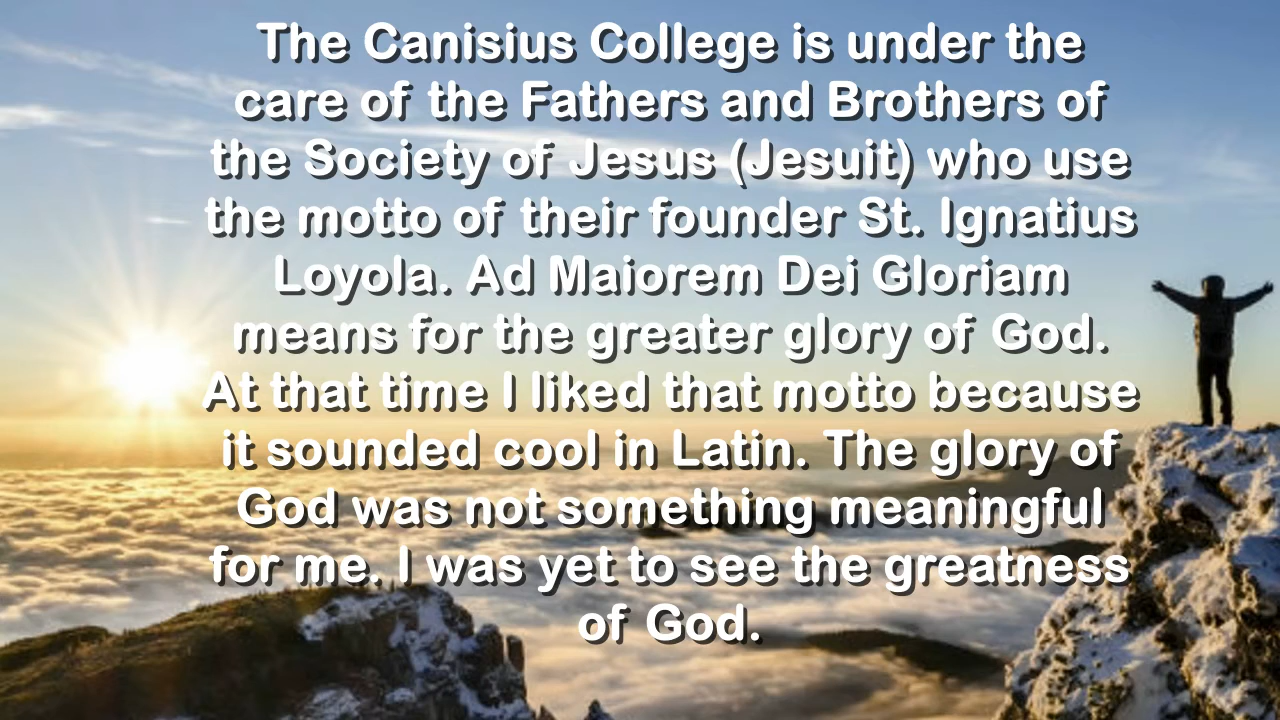 The Canisius College is under the
care of the Fathers and Brothers of
the Society of Jesus (Jesuit) who use
the motto of their founder St. Ignatius
Loyola. Ad Maiorem Dei Gloriam
means for the greater glory of God.
At that time I liked that motto because
it sounded cool in Latin. The glory of
God was not something meaningful
for me. I was yet to see the greatness
of God.